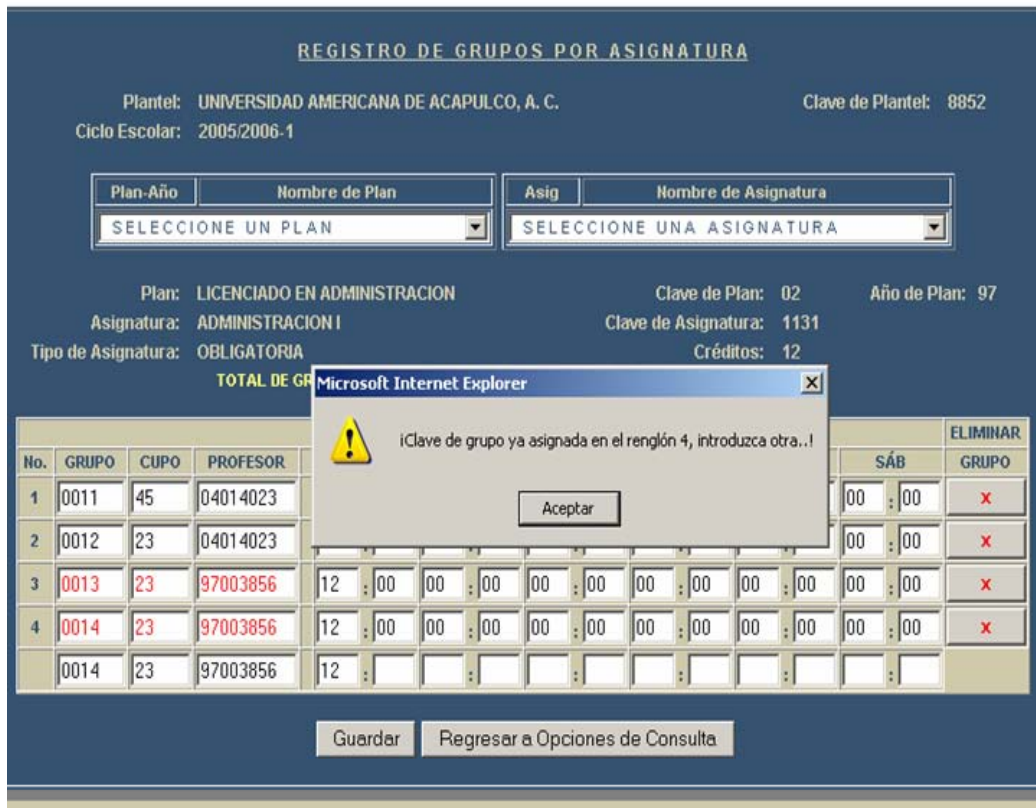 REGISTRO DE GRUPOS POR ASIGNATURA
Plantel: UNIVERSIDAD AMERICANA DE ACAPULCO, A. C. Clave de Plantel: 8852
Ciclo Escolar: 2005/2006-1
Plan-Año Nombre de Plan Asig Nombre de Asignatura
SELECCIONE UN PLAN SELECCIONE UNA ASIGNATURA
Plan: LICENCIADO EN ADMINISTRACION Clave de Plan: 02 Año de Plan: 97
Asignatura: ADMINISTRACION I Clave de Asignatura: 1131
Tipo de Asignatura: OBLIGATORIA Créditos: 12
TOTAL DE GR
Microsoft Internet Explorer
¡Clave de grupo ya asignada en el renglón 4, introduzca otra..!
Aceptar
ELIMINAR
No. GRUPO CUPO PROFESOR SÁB GRUPO
1 0011 45 04014023 00 : 00 X
2 0012 23 04014023 00 : 00 X
3 0013 23 97003856 12 : 00 00 : 00 00 : 00 00 : 00 00 : 00 00 : 00 X
4 0014 23 97003856 12 : 00 00 : 00 00 : 00 00 : 00 00 : 00 00 : 00 X
0014 23 97003856 12 : : : : : :
Guardar Regresar a Opciones de Consulta